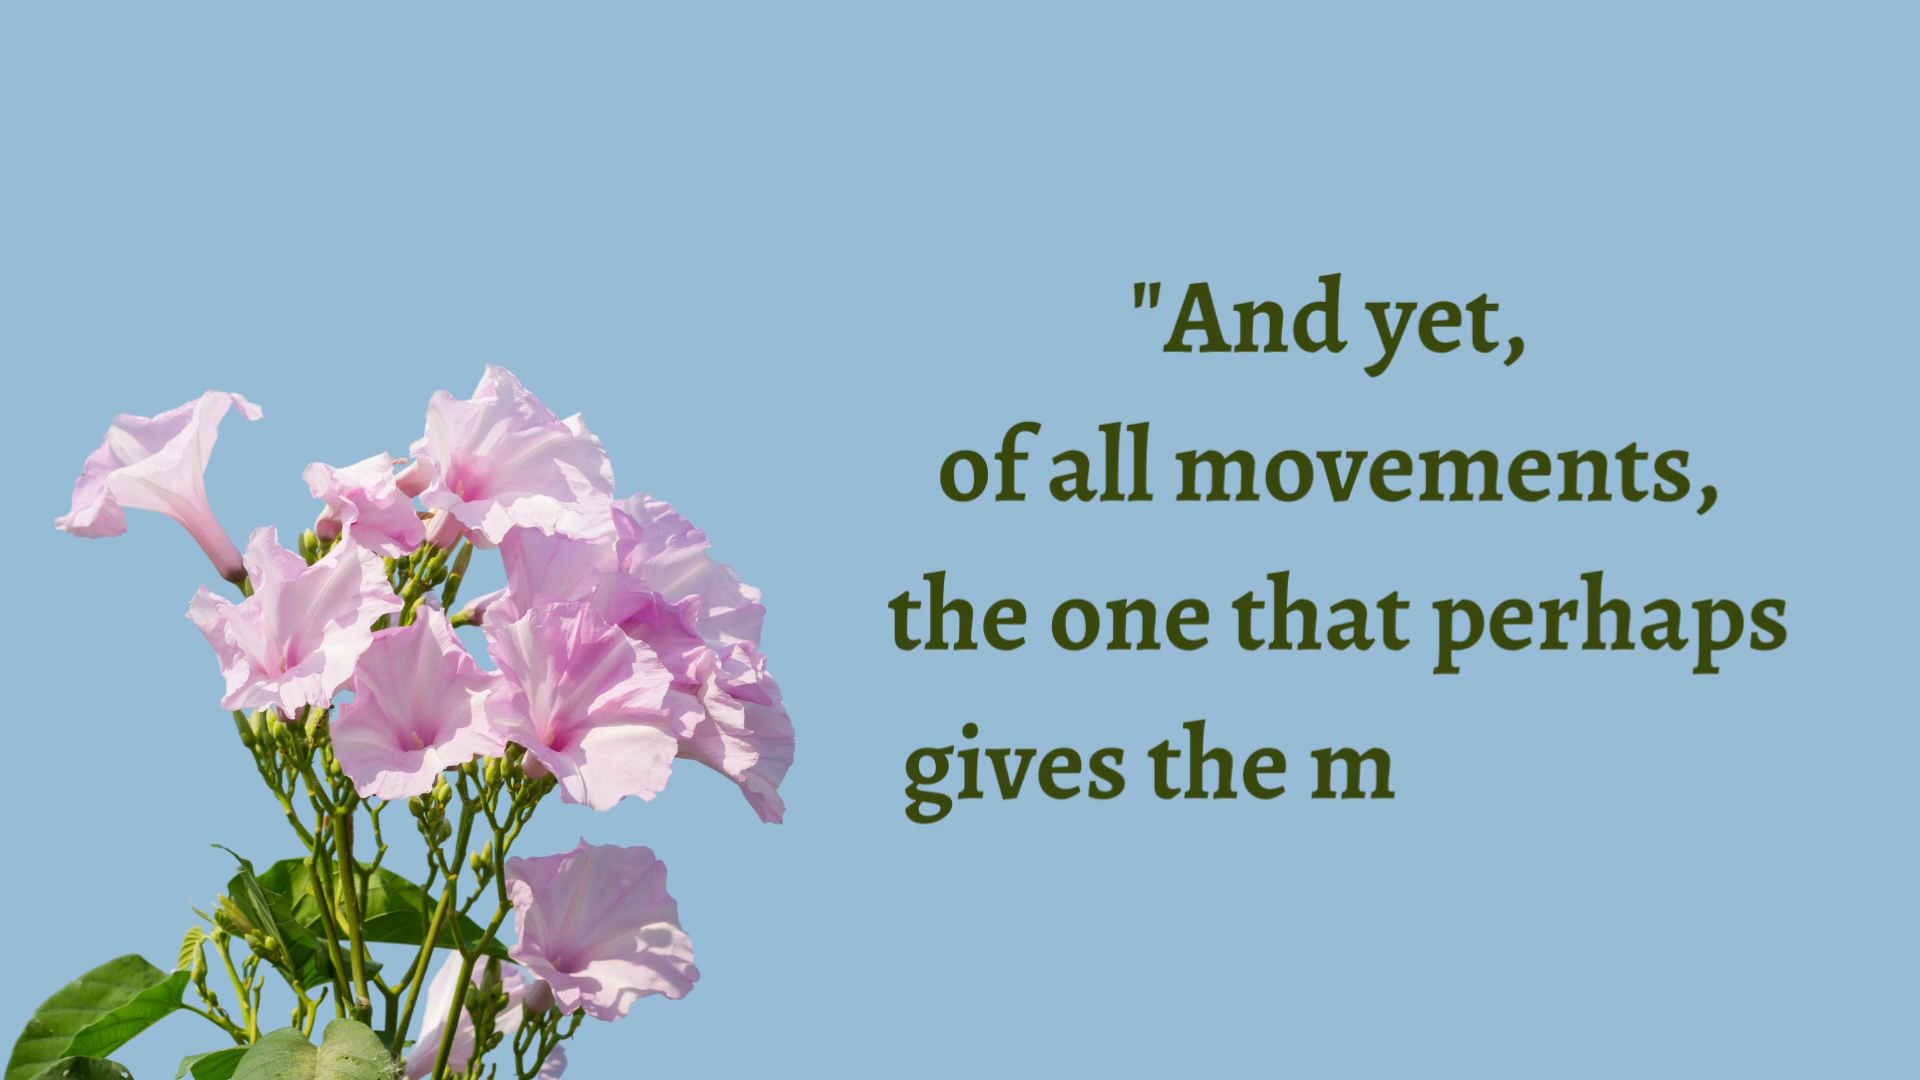 "And yet,
of all movements,
the one that perhaps
gives the m